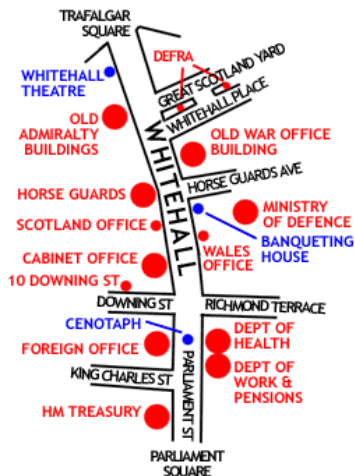 TRAFALGAR
SQUARE
DEFRA
WHITEHALL
THEATRE
GREAT SCOTLAND YARD
WHITEHALL PLACE
OLD
ADMIRALTY
BUILDINGS
OLD WAR OFFICE
BUILDING
WHITEHALL
HORSE GUARDS AVE
HORSE GUARDS
MINISTRY
OF DEFENCE
SCOTLAND OFFICE
BANQUETING
HOUSE
WALES
OFFICE
CABINET OFFICE
10 DOWNING ST
DOWNING ST
RICHMOND TERRACE
CENOTAPH
DEPT OF
HEALTH
FOREIGN OFFICE
PARLIAMENT ST
DEPT OF
WORK &
PENSIONS
KING CHARLES ST
HM TREASURY
PARLIAMENT
SQUARE